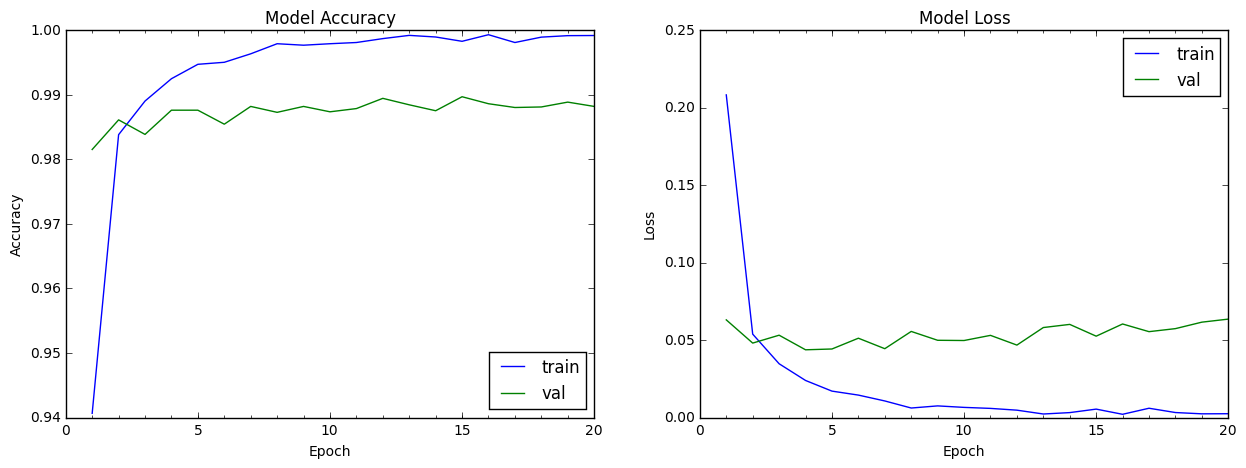 Model Accuracy
1.00
0.99
0.98
0.97
0.96
0.95
0.94
Accuracy
0 5 10 15 20
Epoch
train
val
Model Loss
0.25
0.20
0.15
0.10
0.05
0.00
Loss
0 5 10 15 20
Epoch
train
val